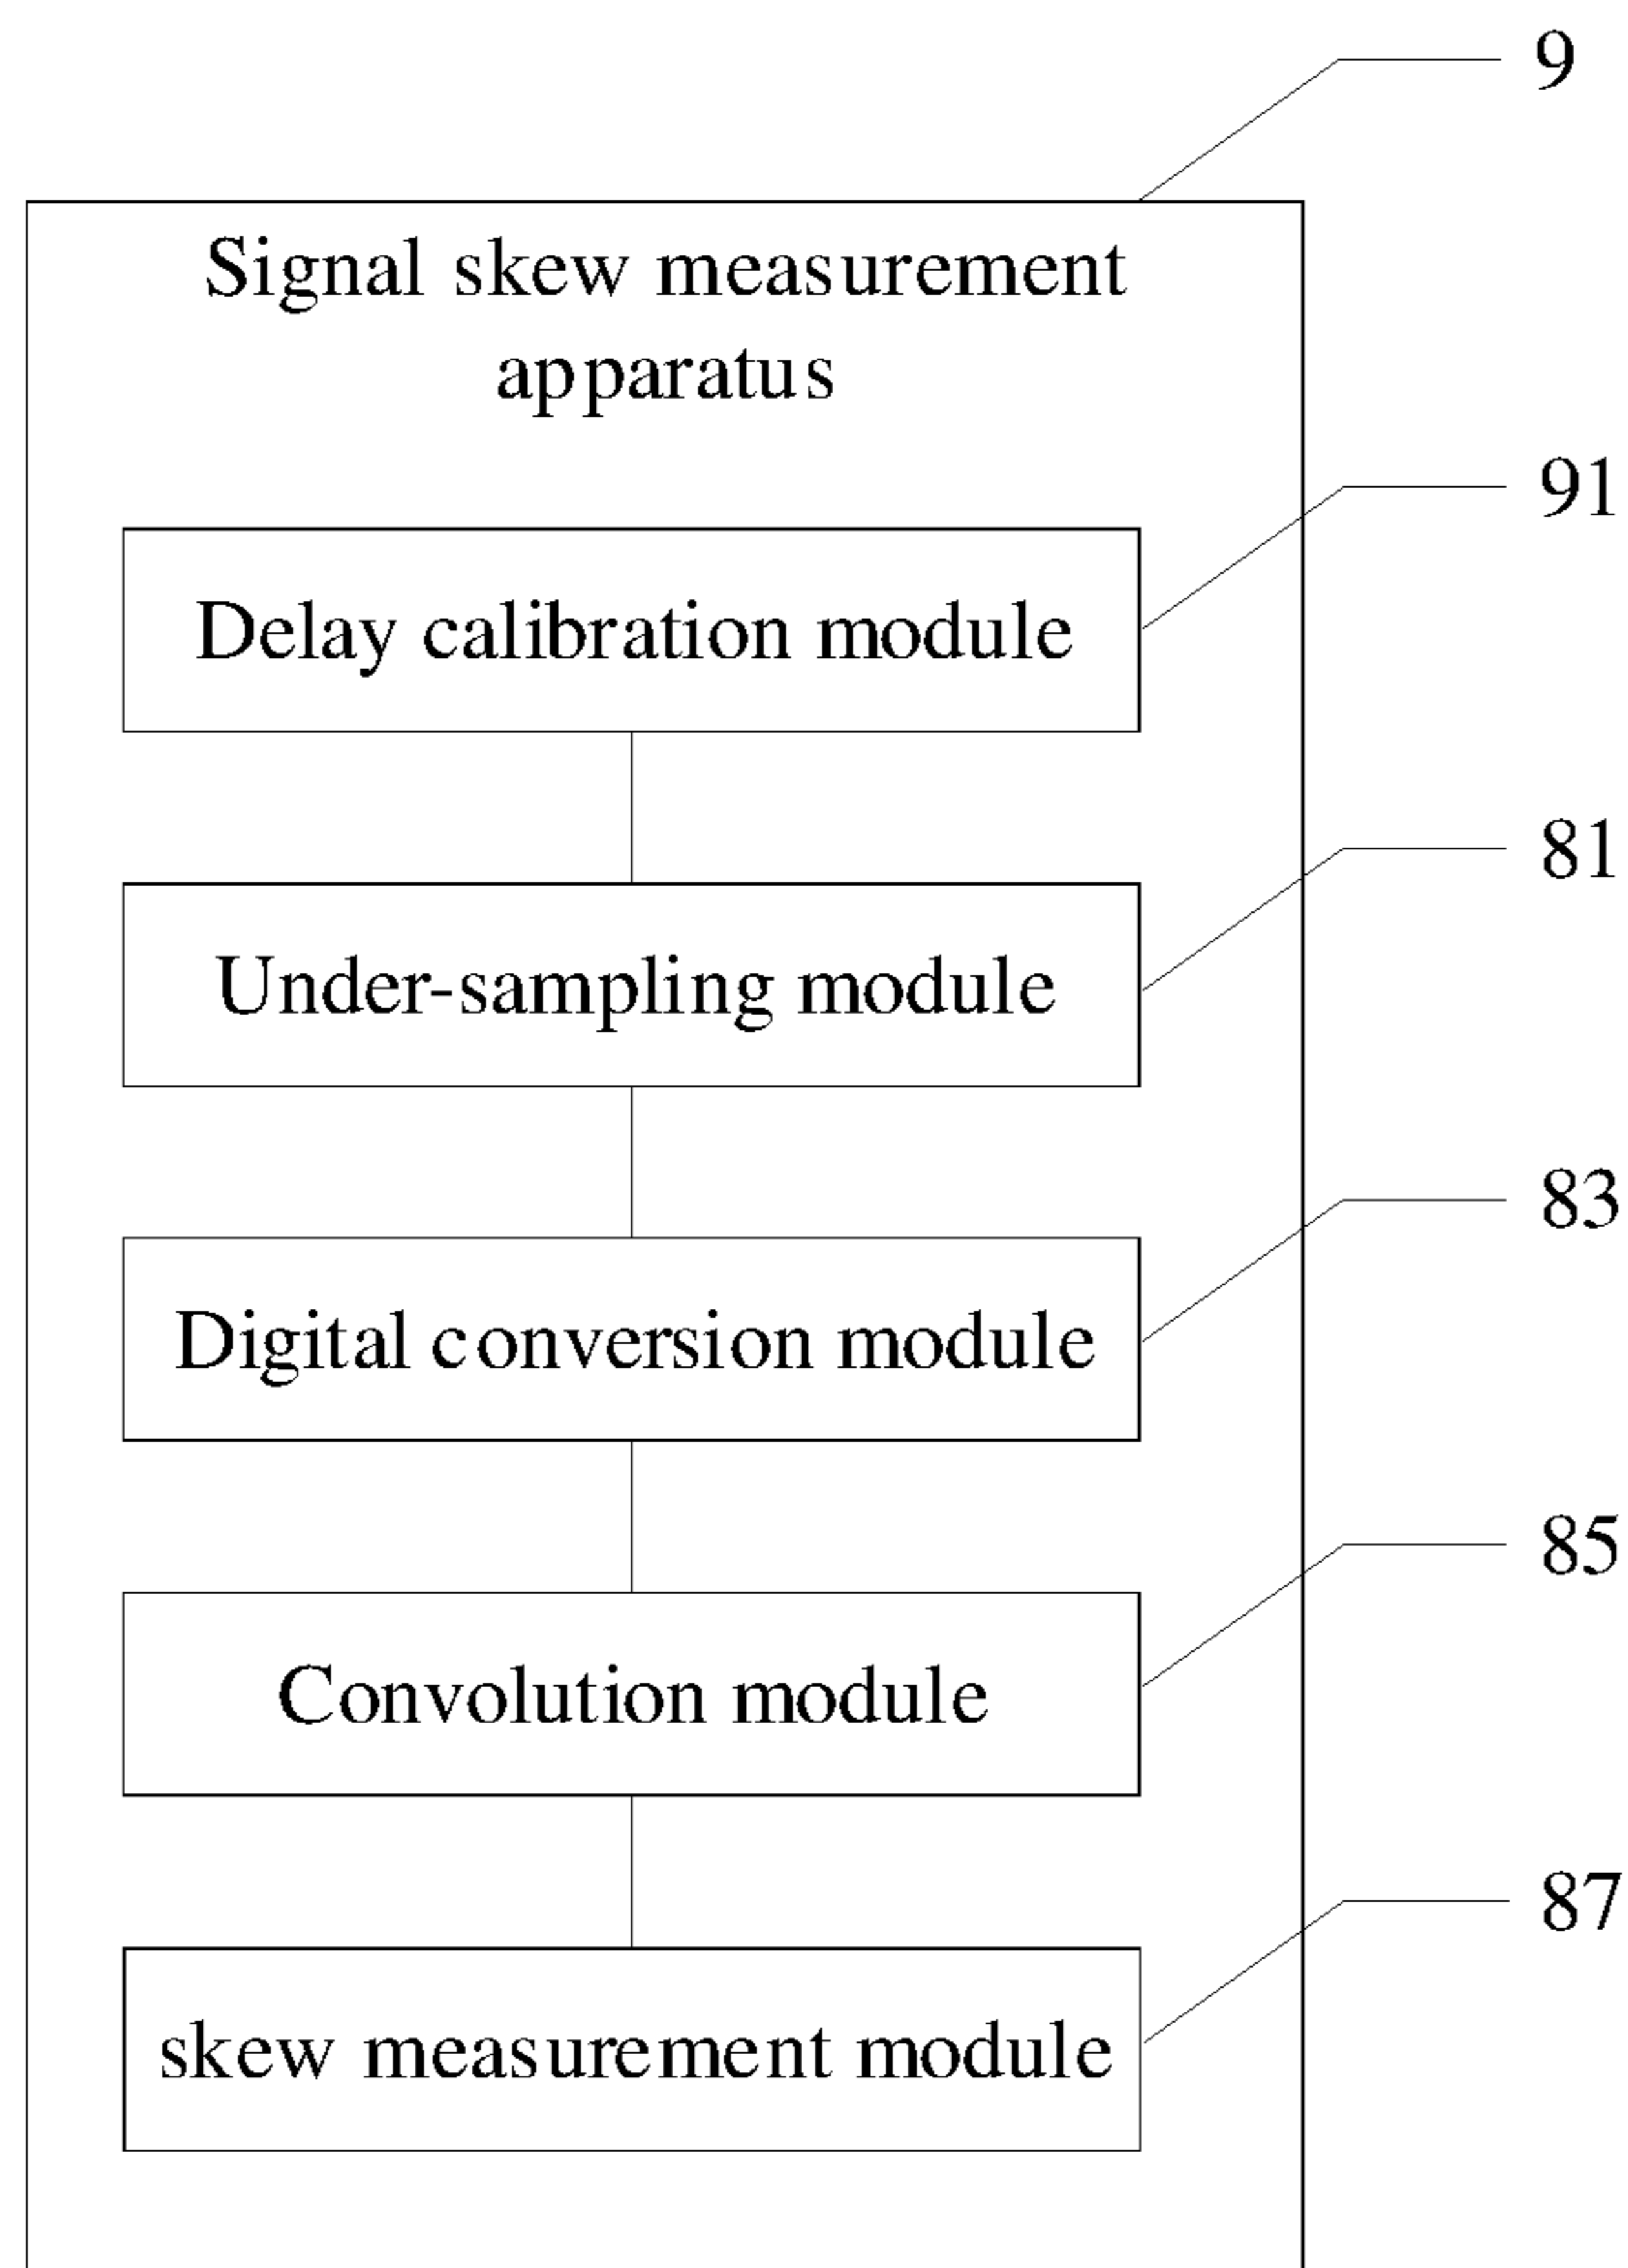 9
Signal skew measurement
apparatus
91
Delay calibration module
81
Under-sampling module
83
Digital conversion module
85
Convolution module
87
skew measurement module